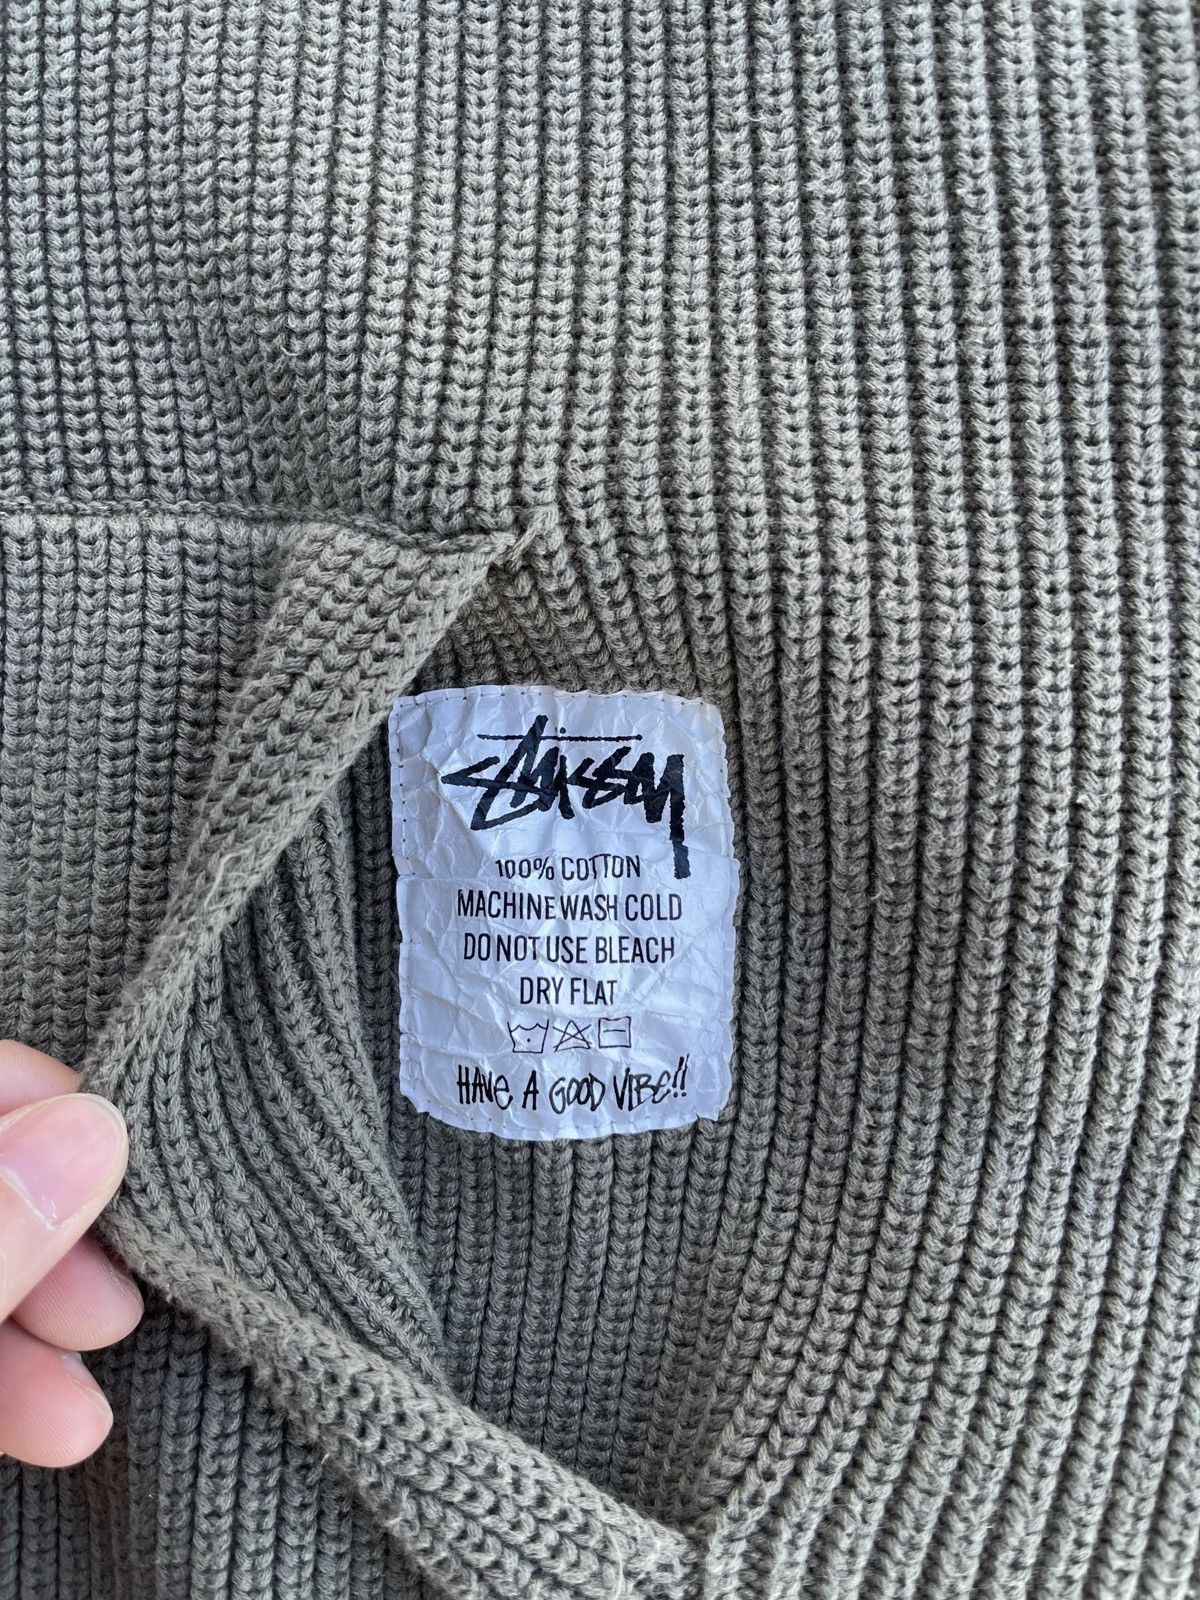 Stüssy
100% COTTON
MACHINE WASH COLD
DO NOT USE BLEACH
DRY FLAT
HAVE A GOOD VIBE!!